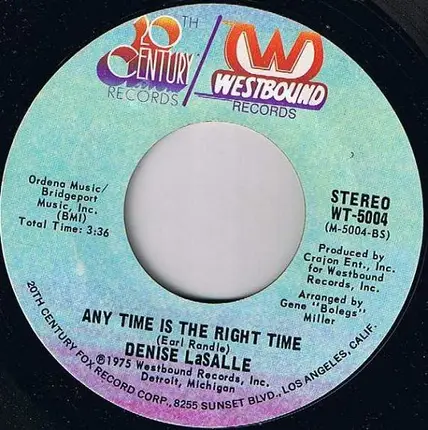 20TH
CENTURY
RECORDS
W
WESTBOUND
RECORDS
Ordena Music/
Bridgeport
Music, Inc.
(BMI)
Total Time: 3:36
STEREO
WT-5004
(M-5004-BS)
Produced by
Crajon Ent., Inc.
for Westbound
Records, Inc.
Arranged by
Gene "Bolegs"
Miller
ANY TIME IS THE RIGHT TIME
(Earl Randle)
DENISE LaSALLE
℗1975 Westbound Records, Inc.
Detroit, Michigan
20TH CENTURY FOX RECORD CORP., 8255 SUNSET BLVD., LOS ANGELES, CALIF.